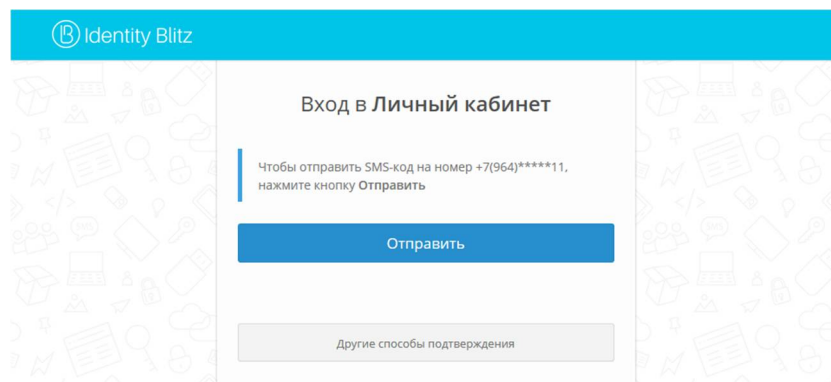 IB Identity Blitz
Вход в Личный кабинет
Чтобы отправить SMS-код на номер +7(964)*****11,
нажмите кнопку Отправить
Отправить
Другие способы подтверждения